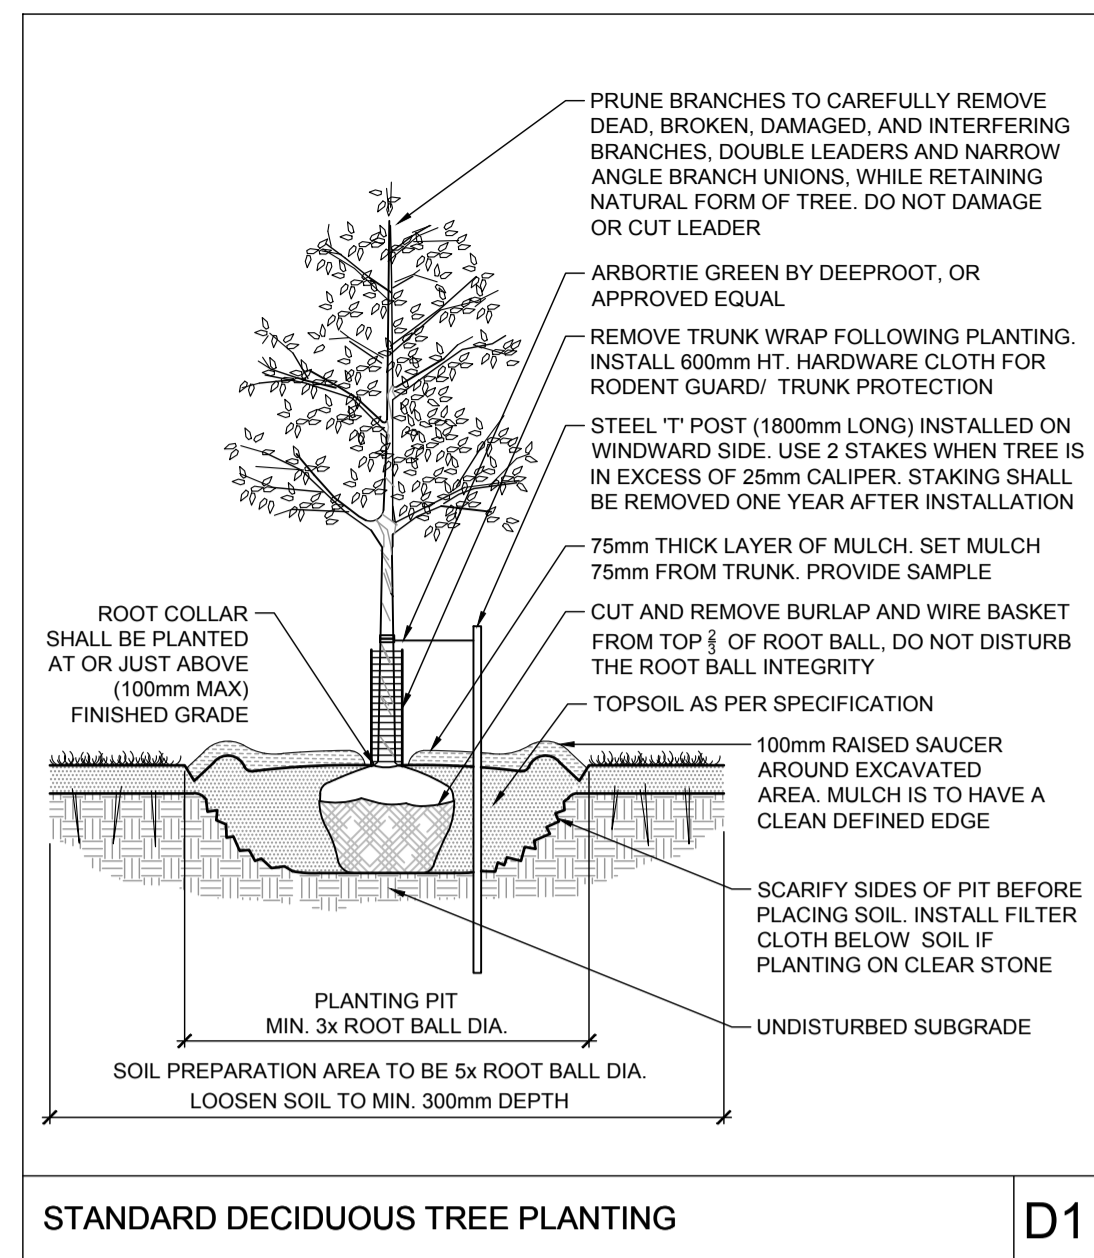 PRUNE BRANCHES TO CAREFULLY REMOVE
DEAD, BROKEN, DAMAGED, AND INTERFERING
BRANCHES, DOUBLE LEADERS AND NARROW
ANGLE BRANCH UNIONS, WHILE RETAINING
NATURAL FORM OF TREE. DO NOT DAMAGE
OR CUT LEADER
ARBORTIE GREEN BY DEEPROOT, OR
APPROVED EQUAL
REMOVE TRUNK WRAP FOLLOWING PLANTING.
INSTALL 600mm HT. HARDWARE CLOTH FOR
RODENT GUARD/ TRUNK PROTECTION
STEEL 'T' POST (1800mm LONG) INSTALLED ON
WINDWARD SIDE. USE 2 STAKES WHEN TREE IS
IN EXCESS OF 25mm CALIPER. STAKING SHALL
BE REMOVED ONE YEAR AFTER INSTALLATION
75mm THICK LAYER OF MULCH. SET MULCH
75mm FROM TRUNK. PROVIDE SAMPLE
CUT AND REMOVE BURLAP AND WIRE BASKET
FROM TOP 2/3 OF ROOT BALL, DO NOT DISTURB
THE ROOT BALL INTEGRITY
TOPSOIL AS PER SPECIFICATION
ROOT COLLAR
SHALL BE PLANTED
AT OR JUST ABOVE
(100mm MAX)
FINISHED GRADE
100mm RAISED SAUCER
AROUND EXCAVATED
AREA. MULCH IS TO HAVE A
CLEAN DEFINED EDGE
SCARIFY SIDES OF PIT BEFORE
PLACING SOIL. INSTALL FILTER
CLOTH BELOW SOIL IF
PLANTING ON CLEAR STONE
UNDISTURBED SUBGRADE
PLANTING PIT
MIN. 3x ROOT BALL DIA.
SOIL PREPARATION AREA TO BE 5x ROOT BALL DIA.
LOOSEN SOIL TO MIN. 300mm DEPTH
STANDARD DECIDUOUS TREE PLANTING
D1